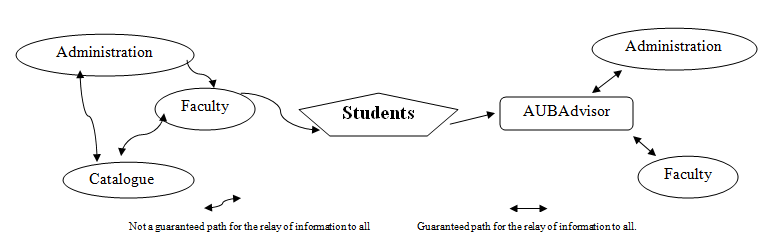 Administration
Faculty
Catalogue
Students
AUBAdvisor
Administration
Faculty
Not a guaranteed path for the relay of information to all
Guaranteed path for the relay of information to all.